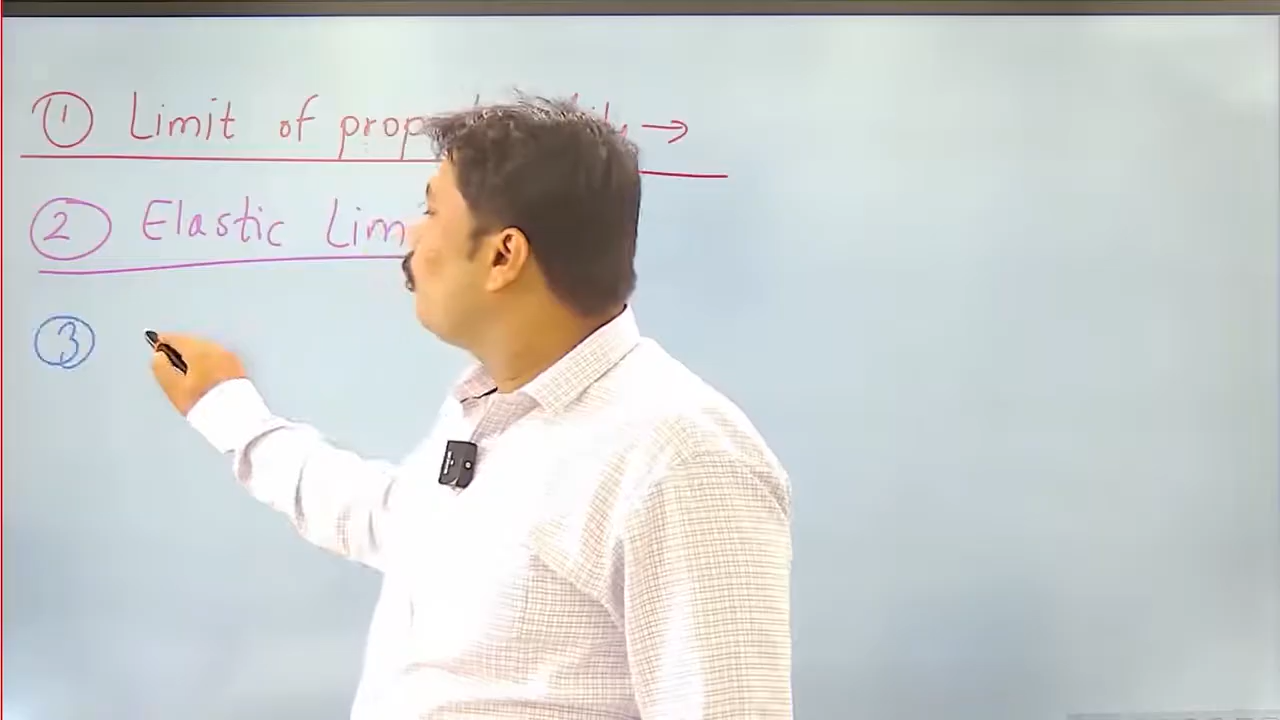 ① Limit of prop →
② Elastic Lim
③